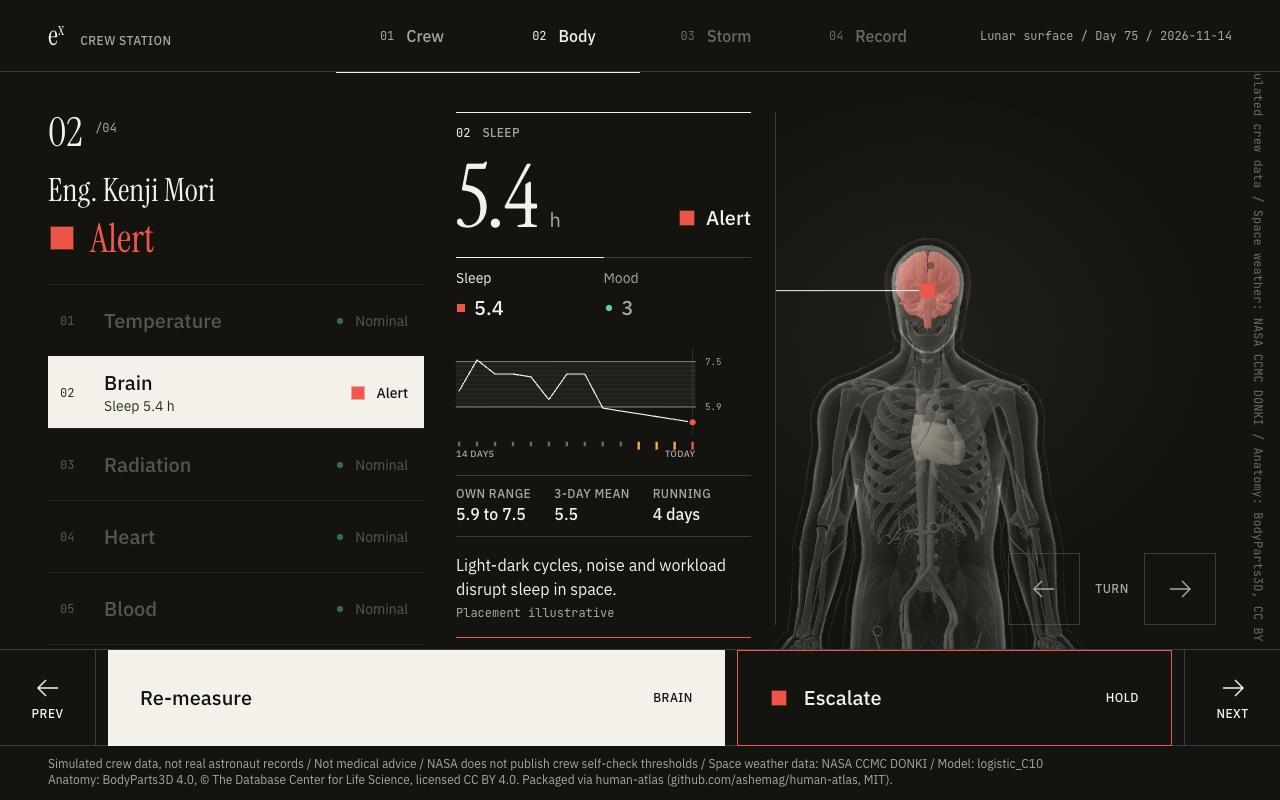 e^x CREW STATION
01 Crew
02 Body
03 Storm
04 Record
Lunar surface / Day 75 / 2026-11-14
02 /04
Eng. Kenji Mori
Alert
01 Temperature Nominal
02 Brain Alert
Sleep 5.4 h
03 Radiation Nominal
04 Heart Nominal
05 Blood Nominal
02 SLEEP
5.4 h
Alert
Sleep Mood
5.4 3
7.5
5.9
14 DAYS TODAY
OWN RANGE 3-DAY MEAN RUNNING
5.9 to 7.5 5.5 4 days
Light-dark cycles, noise and workload
disrupt sleep in space.
Placement illustrative
TURN
ulated crew data / Space weather: NASA CCMC DONKI / Anatomy: BodyParts3D, CC BY
PREV
Re-measure BRAIN
Escalate HOLD
NEXT
Simulated crew data, not real astronaut records / Not medical advice / NASA does not publish crew self-check thresholds / Space weather data: NASA CCMC DONKI / Model: logistic_C10
Anatomy: BodyParts3D 4.0, © The Database Center for Life Science, licensed CC BY 4.0. Packaged via human-atlas (github.com/ashemag/human-atlas, MIT).